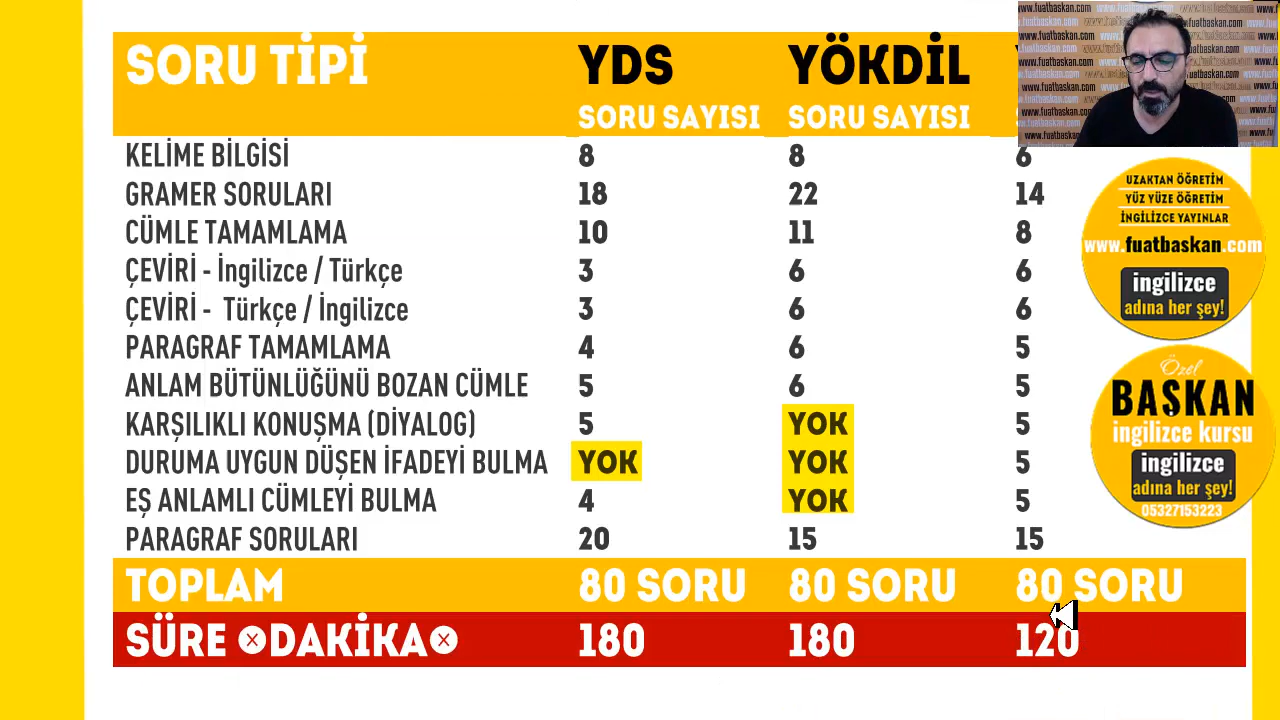 SORU TİPİ YDS YÖKDİL
SORU SAYISI SORU SAYISI
KELİME BİLGİSİ 8 8 6
GRAMER SORULARI 18 22 14
CÜMLE TAMAMLAMA 10 11 8
ÇEVİRİ - İngilizce / Türkçe 3 6 6
ÇEVİRİ - Türkçe / İngilizce 3 6 6
PARAGRAF TAMAMLAMA 4 6 5
ANLAM BÜTÜNLÜĞÜNÜ BOZAN CÜMLE 5 6 5
KARŞILIKLI KONUŞMA (DİYALOG) 5 YOK 5
DURUMA UYGUN DÜŞEN İFADEYİ BULMA YOK YOK 5
EŞ ANLAMLI CÜMLEYİ BULMA 4 YOK 5
PARAGRAF SORULARI 20 15 15
TOPLAM 80 SORU 80 SORU 80 SORU
SÜRE DAKİKA 180 180 120
www.fuatbaskan.com
UZAKTAN ÖĞRETİM
YÜZ YÜZE ÖĞRETİM
İNGİLİZCE YAYINLAR
www.fuatbaskan.com
ingilizce
adına her şey!
Özel
BAŞKAN
ingilizce kursu
ingilizce
adına her şey!
05327153223